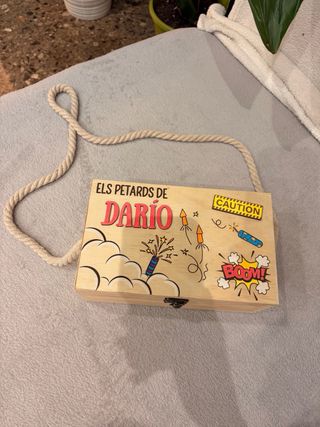 ELS PETARDS DE
DARÍO
CAUTION
BOOM!